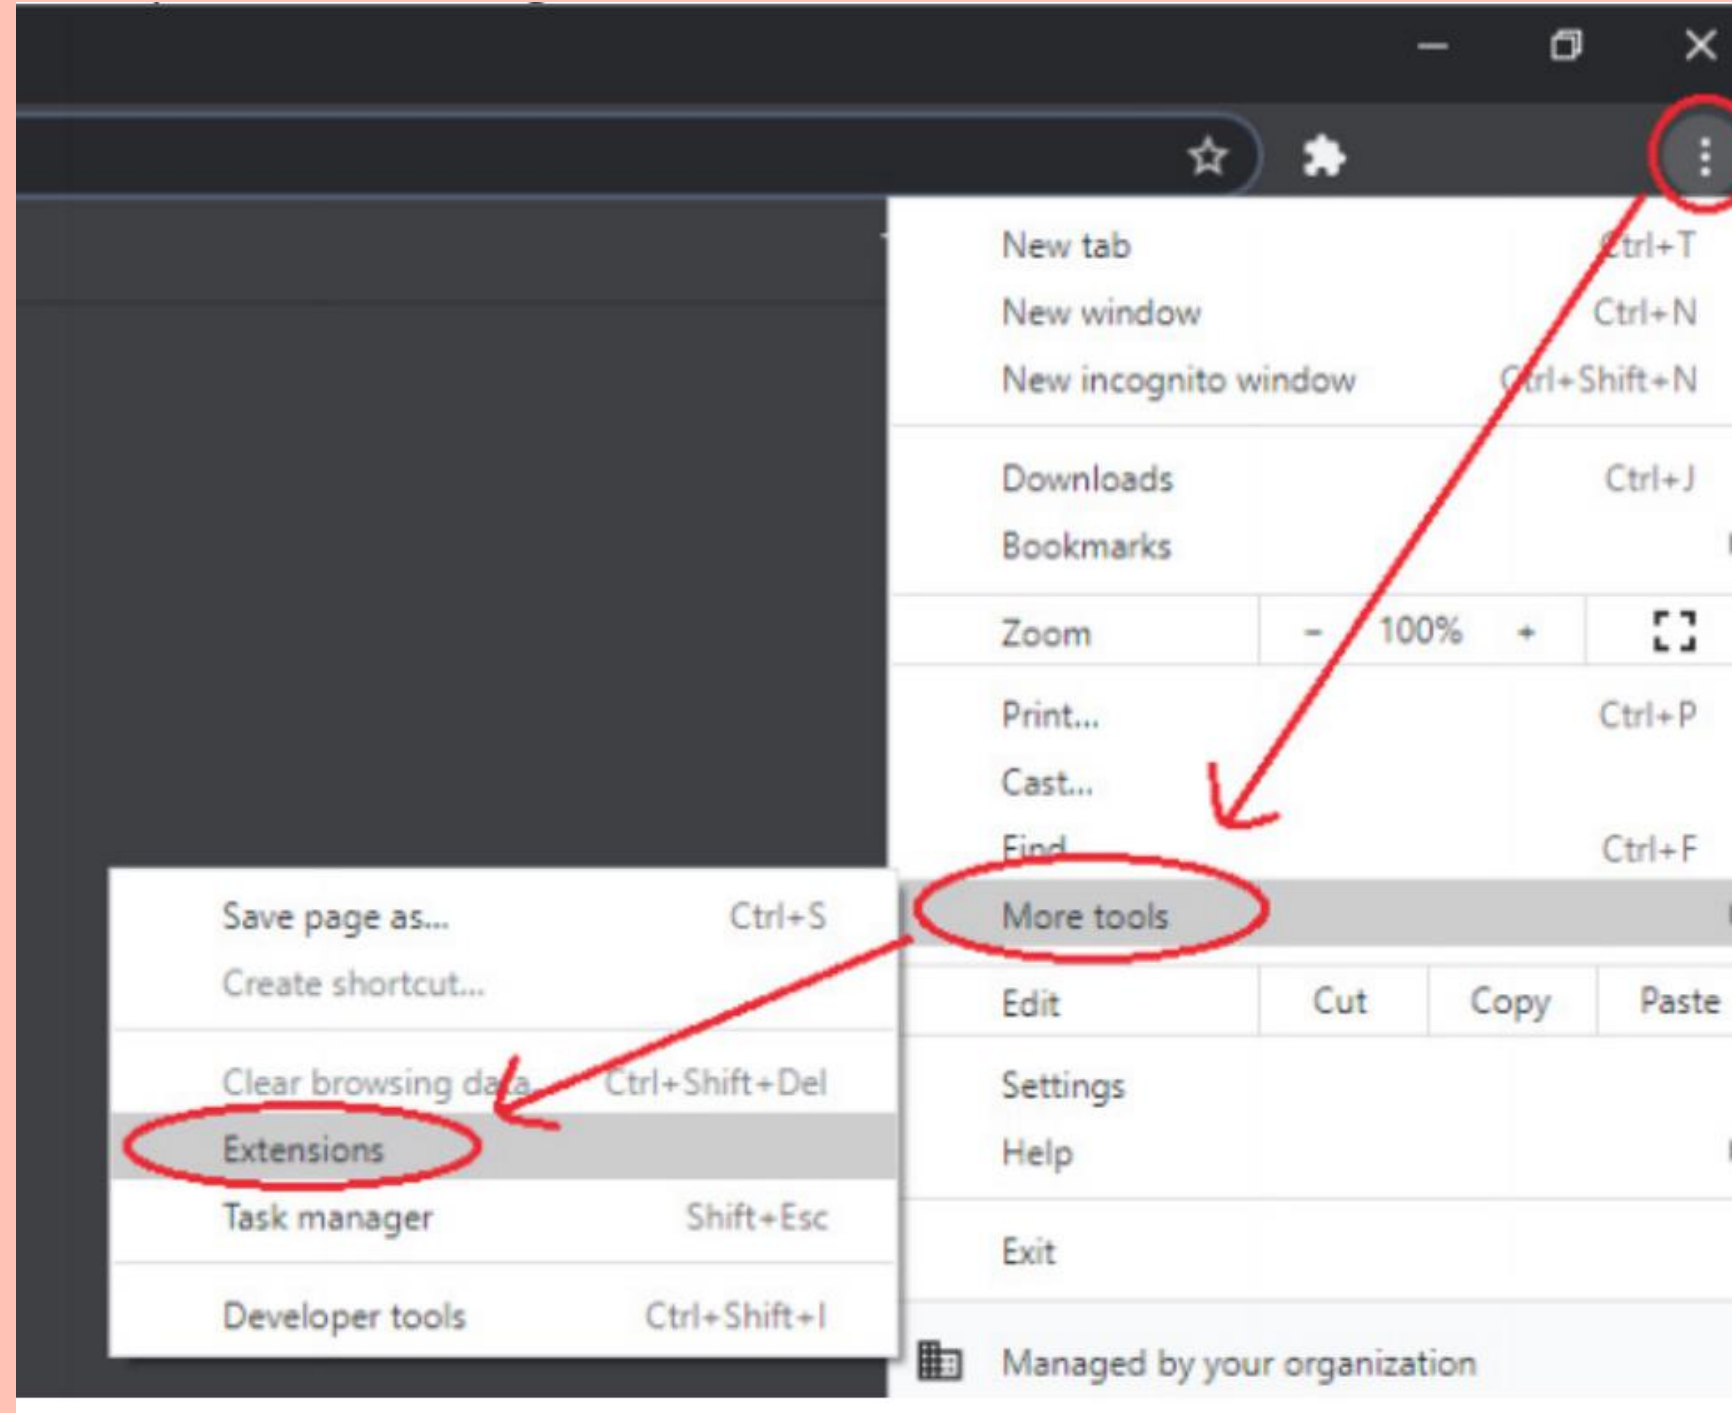 New tab Ctrl+T
New window Ctrl+N
New incognito window Ctrl+Shift+N
Downloads Ctrl+J
Bookmarks
Zoom - 100% +
Print... Ctrl+P
Cast...
Find... Ctrl+F
More tools
Edit Cut Copy Paste
Settings
Help
Exit
Managed by your organization
Save page as... Ctrl+S
Create shortcut...
Clear browsing data... Ctrl+Shift+Del
Extensions
Task manager Shift+Esc
Developer tools Ctrl+Shift+I